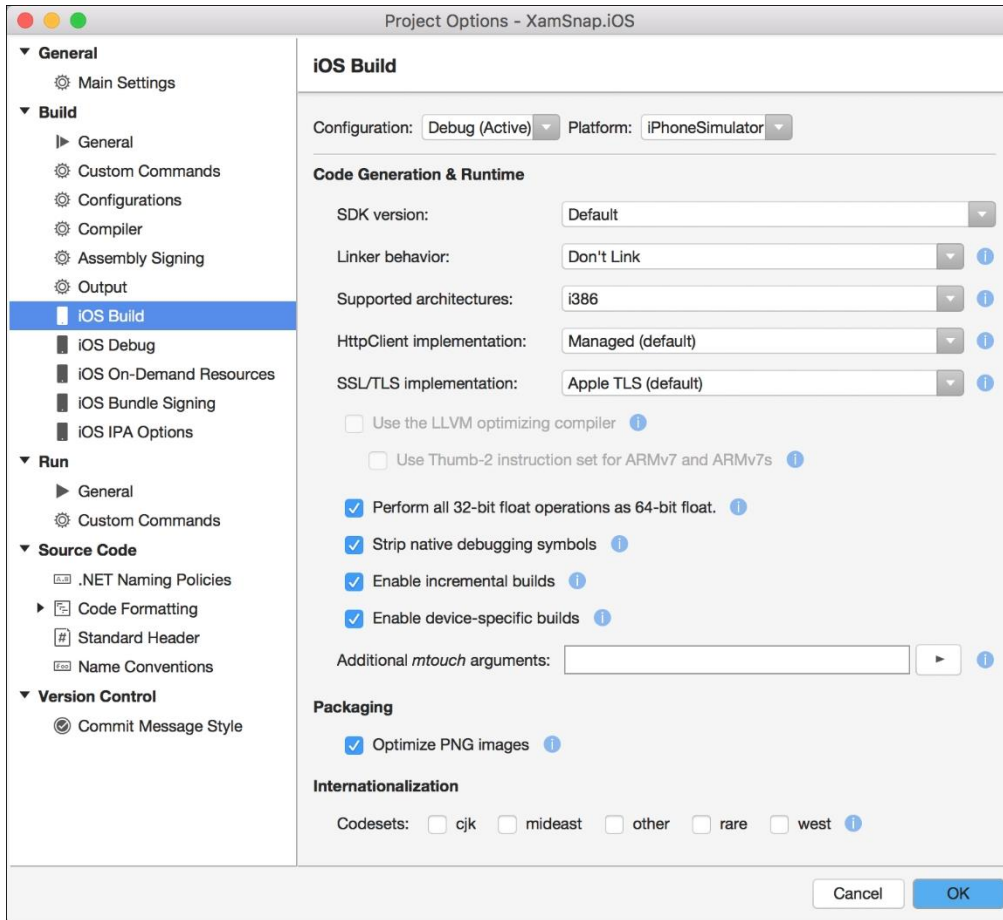 Project Options - XamSnap.iOS
General
Main Settings
Build
General
Custom Commands
Configurations
Compiler
Assembly Signing
Output
iOS Build
iOS Debug
iOS On-Demand Resources
iOS Bundle Signing
iOS IPA Options
Run
General
Custom Commands
Source Code
.NET Naming Policies
Code Formatting
Standard Header
Name Conventions
Version Control
Commit Message Style
iOS Build
Configuration: Debug (Active) Platform: iPhoneSimulator
Code Generation & Runtime
SDK version: Default
Linker behavior: Don't Link
Supported architectures: i386
HttpClient implementation: Managed (default)
SSL/TLS implementation: Apple TLS (default)
Use the LLVM optimizing compiler
Use Thumb-2 instruction set for ARMv7 and ARMv7s
Perform all 32-bit float operations as 64-bit float.
Strip native debugging symbols
Enable incremental builds
Enable device-specific builds
Additional mtouch arguments:
Packaging
Optimize PNG images
Internationalization
Codesets: cjk mideast other rare west
Cancel OK